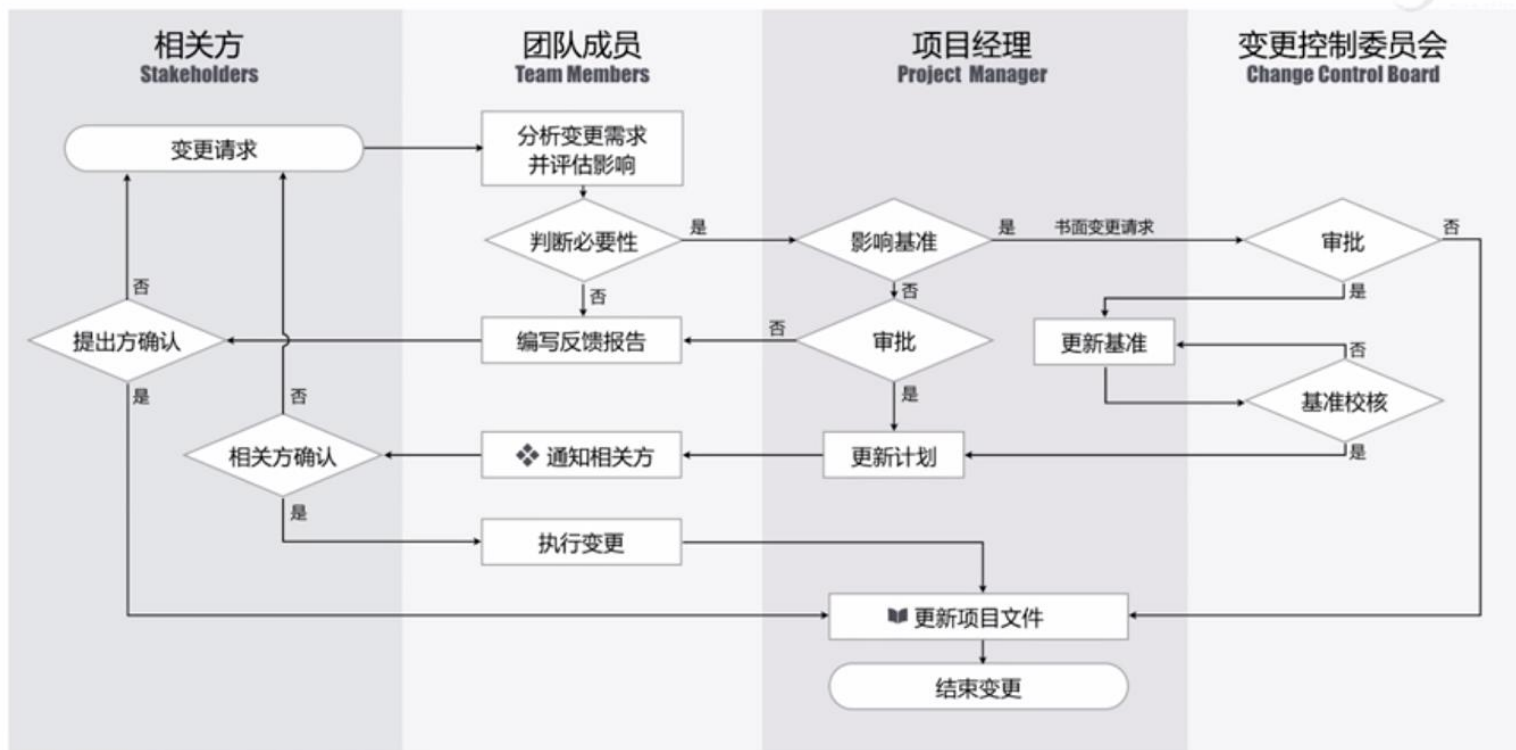 相关方
Stakeholders
团队成员
Team Members
项目经理
Project Manager
变更控制委员会
Change Control Board
变更请求
分析变更需求
并评估影响
判断必要性
是
否
影响基准
是
书面变更请求
否
审批
否
是
提出方确认
否
是
编写反馈报告
审批
否
是
更新基准
基准校核
否
是
相关方确认
否
是
通知相关方
更新计划
执行变更
更新项目文件
结束变更